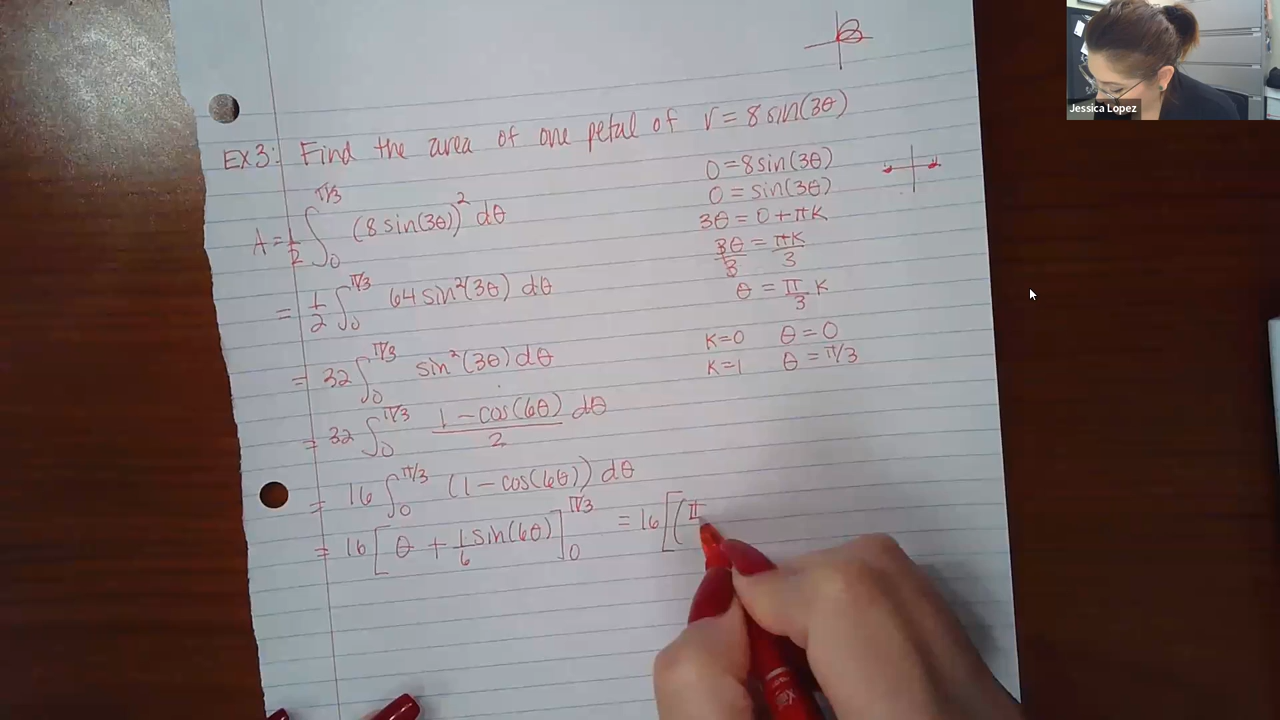 Jessica Lopez
EX3: Find the area of one petal of r = 8 sin(3θ)
A = 1/2 ∫₀^π/3 (8 sin(3θ))² dθ
= 1/2 ∫₀^π/3 64 sin²(3θ) dθ
= 32 ∫₀^π/3 sin²(3θ) dθ
= 32 ∫₀^π/3 (1 - cos(6θ))/2 dθ
= 16 ∫₀^π/3 (1 - cos(6θ)) dθ
= 16 [θ + 1/6 sin(6θ)]₀^π/3 = 16 [(π
0 = 8 sin(3θ)
0 = sin(3θ)
3θ = 0 + πK
3θ/3 = πK/3
θ = π/3 K
K=0 θ = 0
K=1 θ = π/3